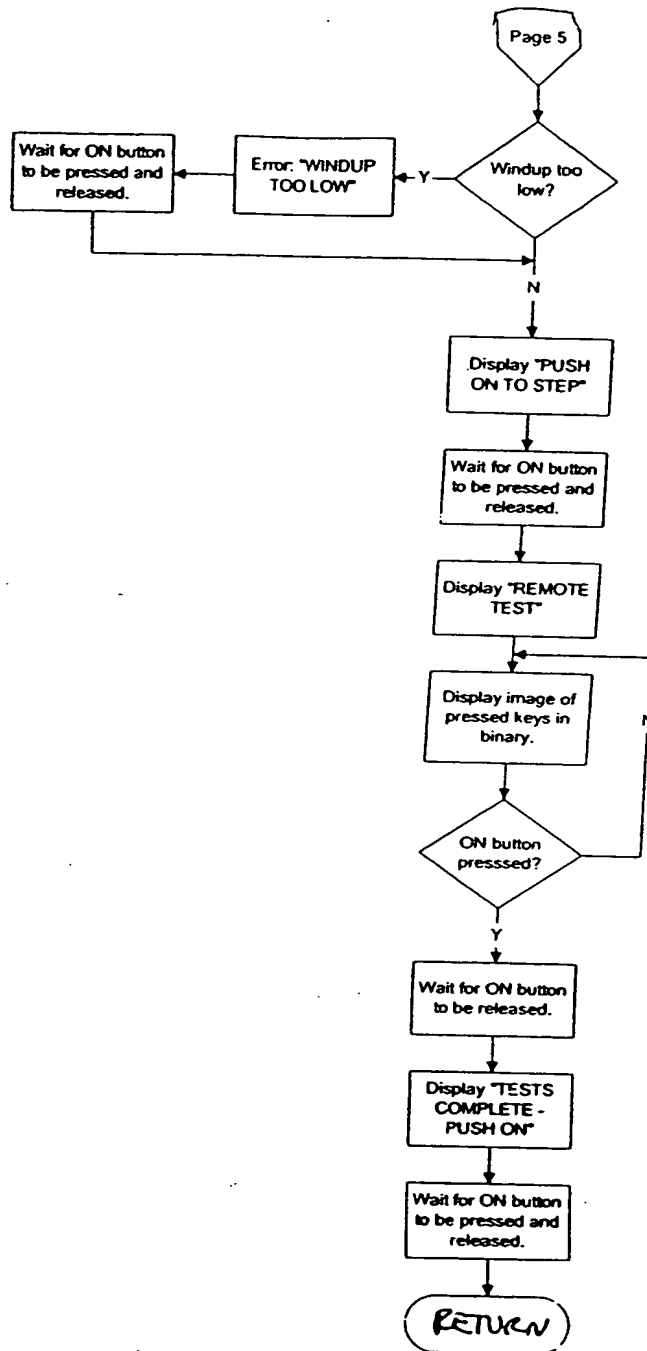 Page 5
Windup too
low?
Y
Error: "WINDUP
TOO LOW"
Wait for ON button
to be pressed and
released.
N
Display "PUSH
ON TO STEP"
Wait for ON button
to be pressed and
released.
Display "REMOTE
TEST"
Display image of
pressed keys in
binary.
N
ON button
presssed?
Y
Wait for ON button
to be released.
Display "TESTS
COMPLETE -
PUSH ON"
Wait for ON button
to be pressed and
released.
RETURN